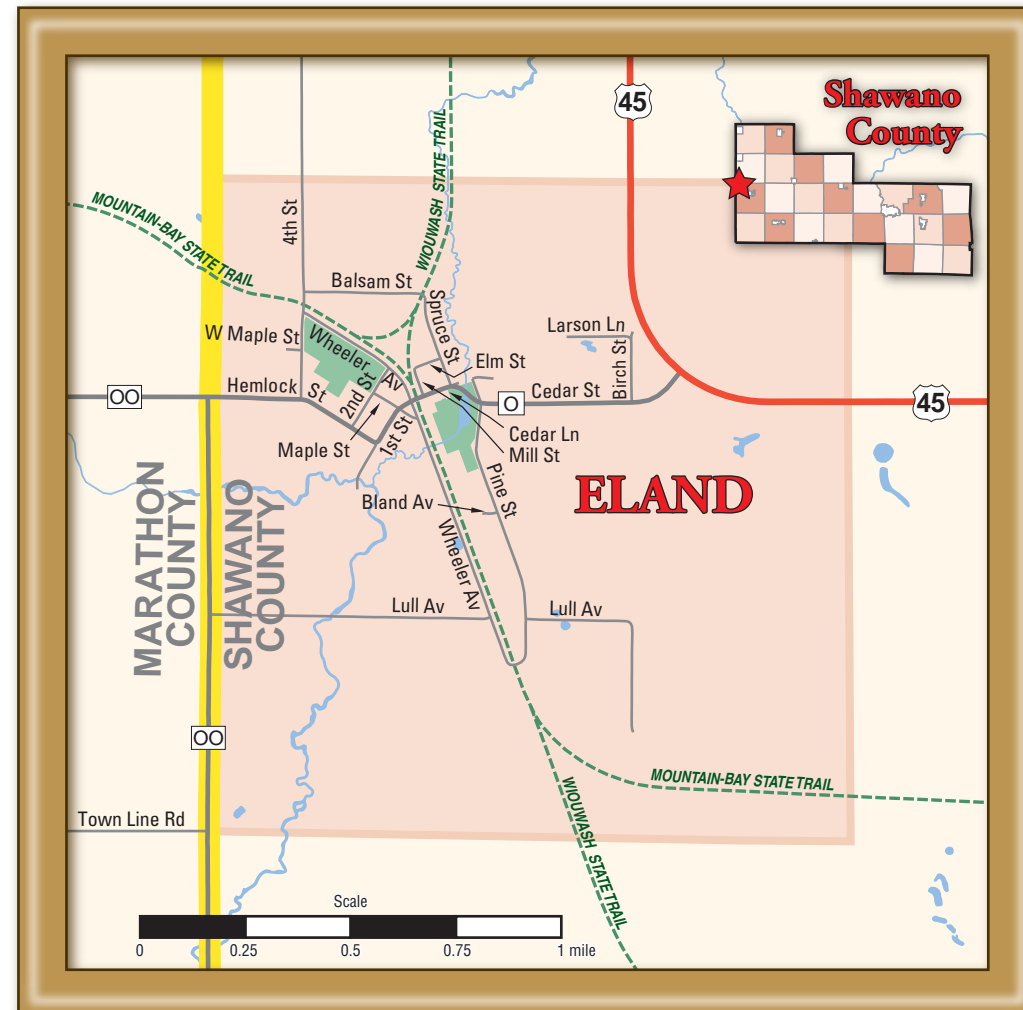 45
Shawano
County
WIOUWASH STATE TRAIL
MOUNTAIN-BAY STATE TRAIL
4th St
Balsam St
Spruce St
W Maple St
Wheeler Av
Larson Ln
Birch St
Elm St
Hemlock St
2nd St
OO
O
Cedar St
45
Maple St
1st St
Cedar Ln
Mill St
Pine St
ELAND
Bland Av
Wheeler Av
MARATHON
COUNTY
SHAWANO
COUNTY
Lull Av
Lull Av
OO
MOUNTAIN-BAY STATE TRAIL
WIOUWASH STATE TRAIL
Town Line Rd
Scale
0 0.25 0.5 0.75 1 mile